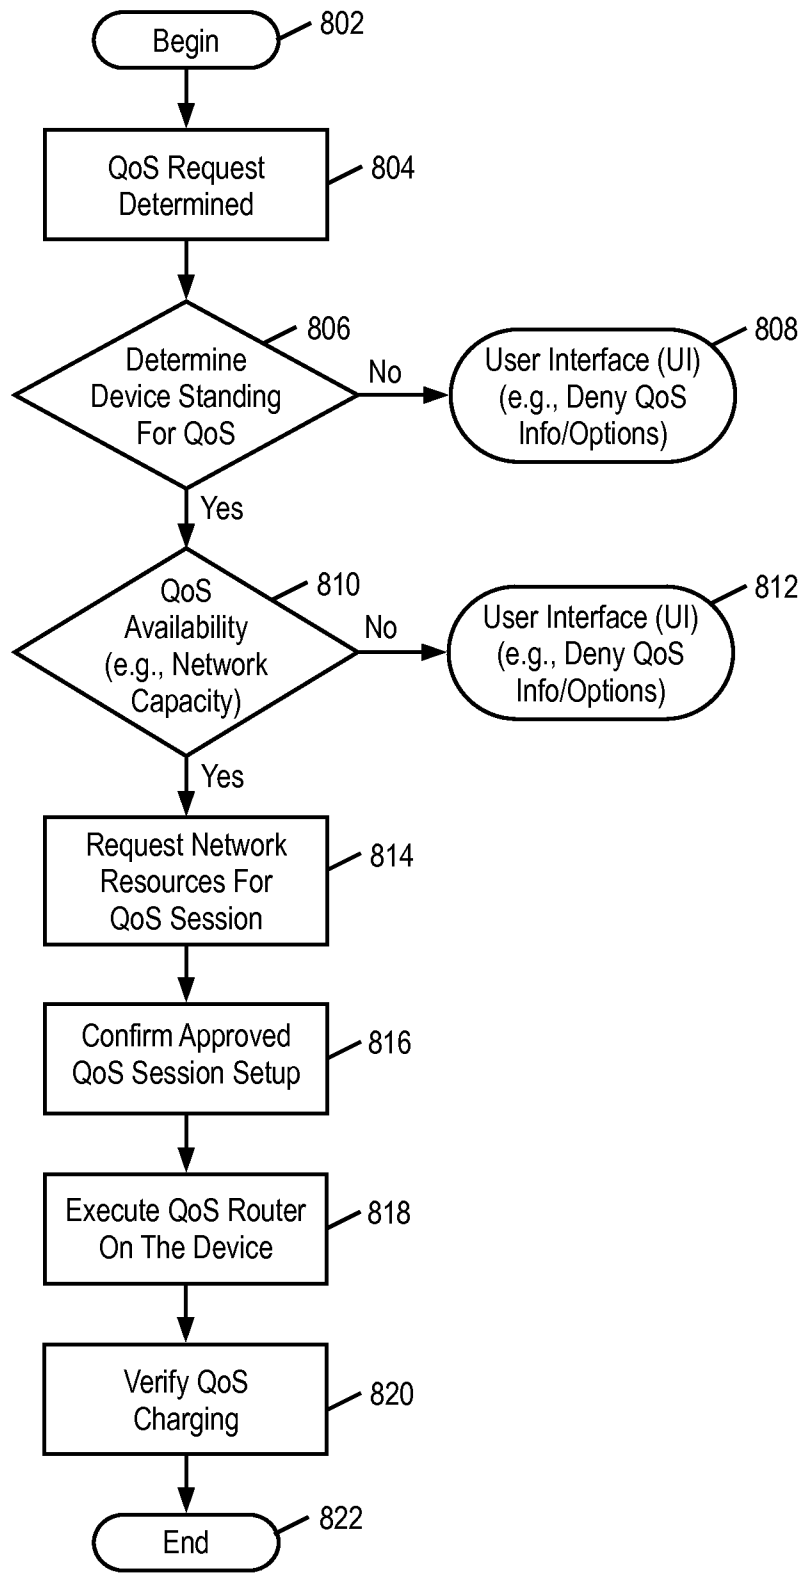 Begin
802
QoS Request
Determined
804
806
Determine
Device Standing
For QoS
No
808
User Interface (UI)
(e.g., Deny QoS
Info/Options)
Yes
810
QoS
Availability
(e.g., Network
Capacity)
No
812
User Interface (UI)
(e.g., Deny QoS
Info/Options)
Yes
Request Network
Resources For
QoS Session
814
Confirm Approved
QoS Session Setup
816
Execute QoS Router
On The Device
818
Verify QoS
Charging
820
End
822